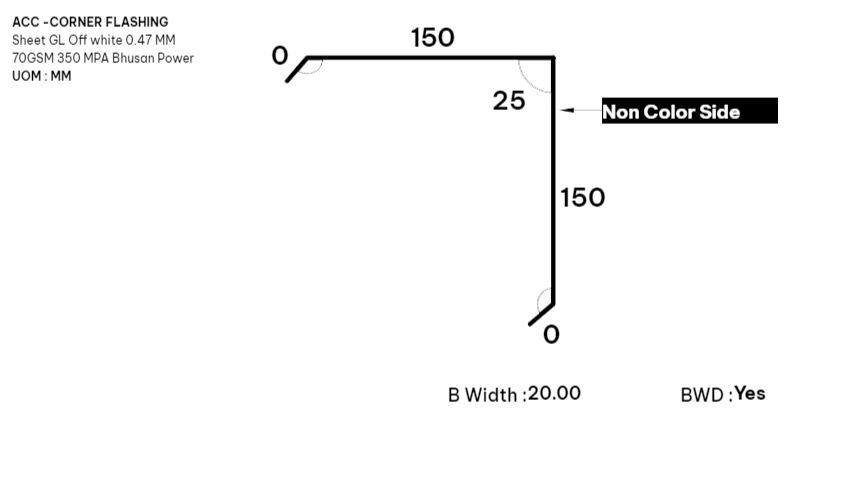 ACC -CORNER FLASHING
Sheet GL Off white 0.47 MM
70GSM 350 MPA Bhusan Power
UOM : MM
150
0
25
Non Color Side
150
0
B Width :20.00
BWD :Yes